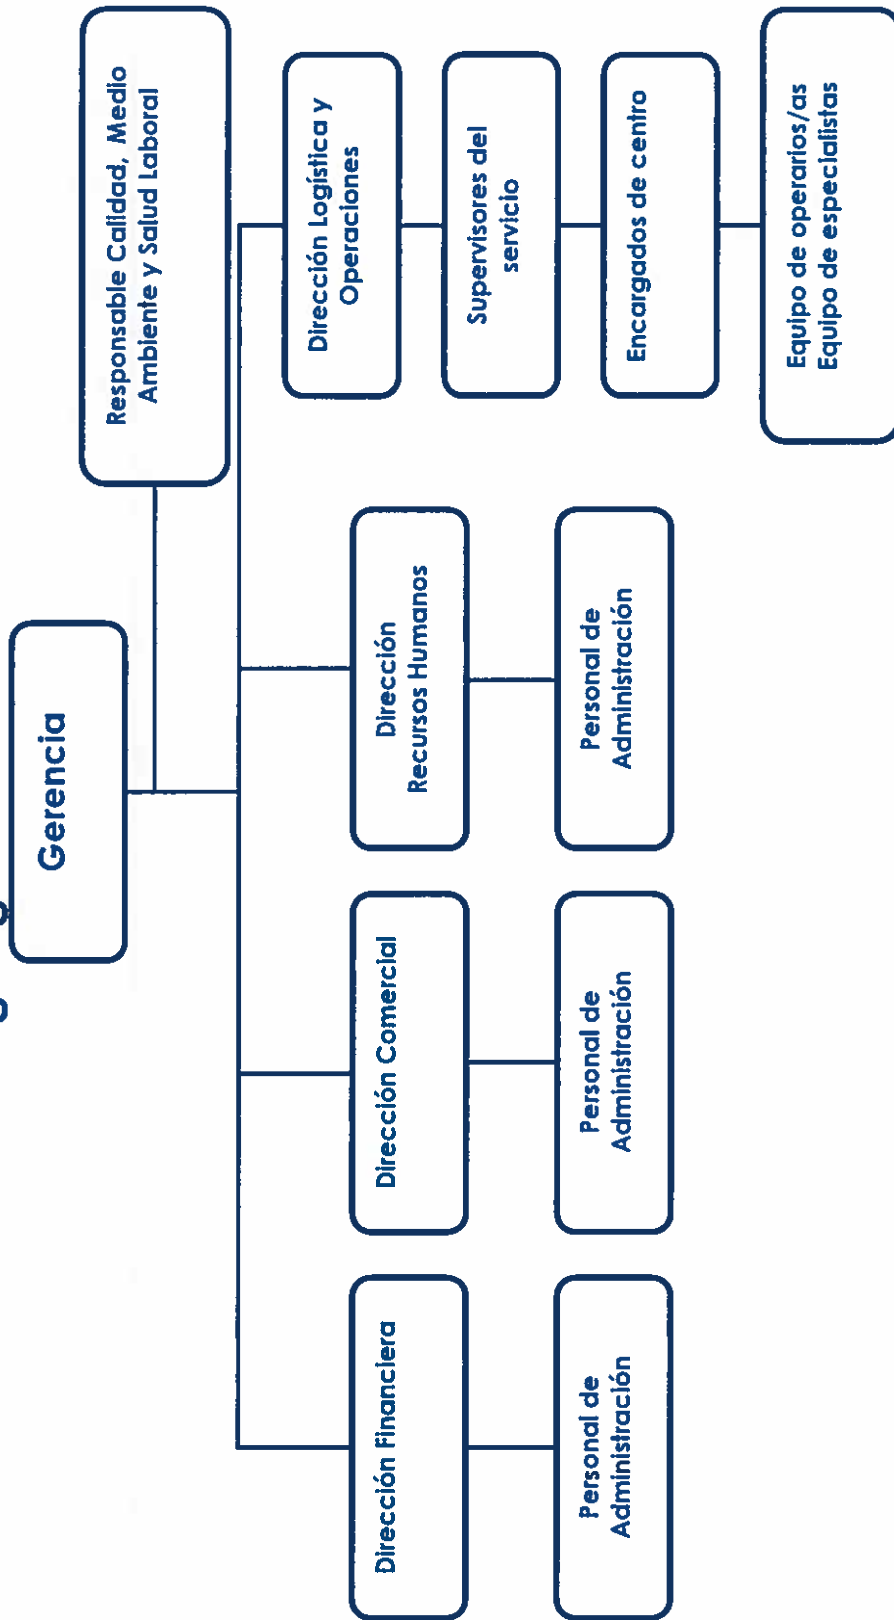 Gerencia
Responsable Calidad, Medio
Ambiente y Salud Laboral
Dirección Financiera
Dirección Comercial
Dirección
Recursos Humanos
Dirección Logística y
Operaciones
Personal de
Administración
Personal de
Administración
Personal de
Administración
Supervisores del
servicio
Encargados de centro
Equipo de operarios/as
Equipo de especialistas